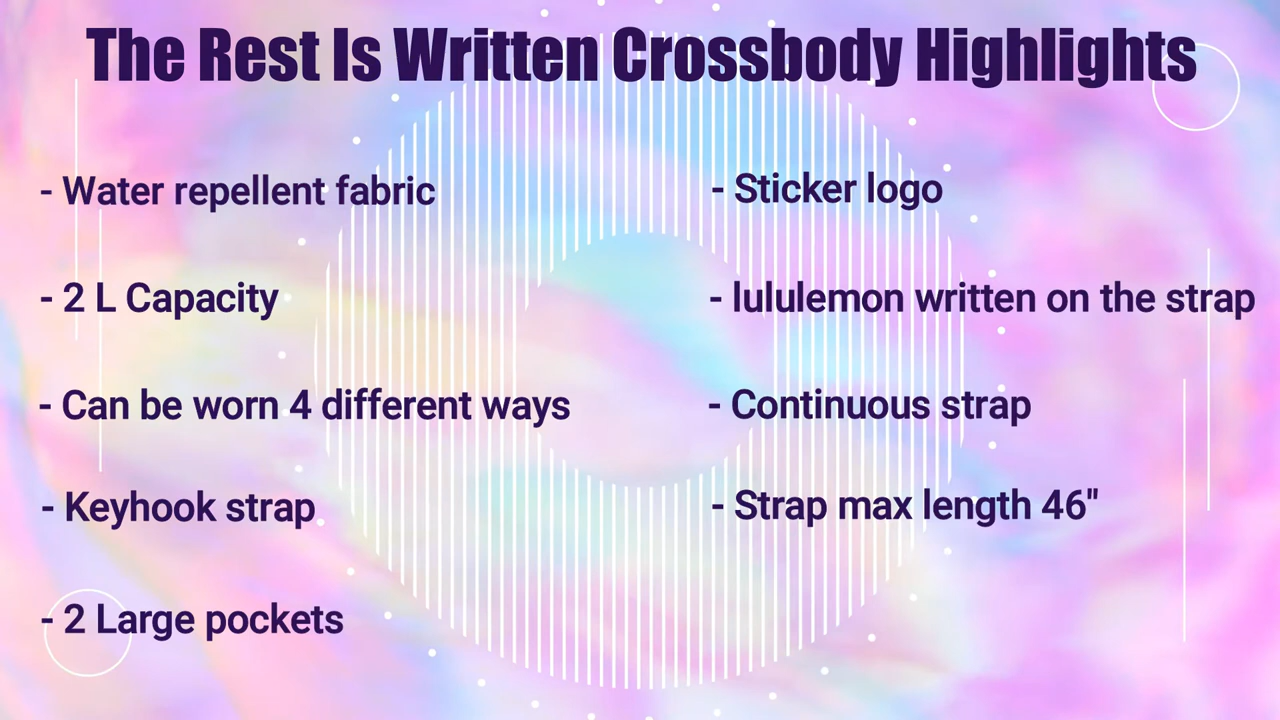 The Rest Is Written Crossbody Highlights
- Water repellent fabric
- 2 L Capacity
- Can be worn 4 different ways
- Keyhook strap
- 2 Large pockets
- Sticker logo
- lululemon written on the strap
- Continuous strap
- Strap max length 46"